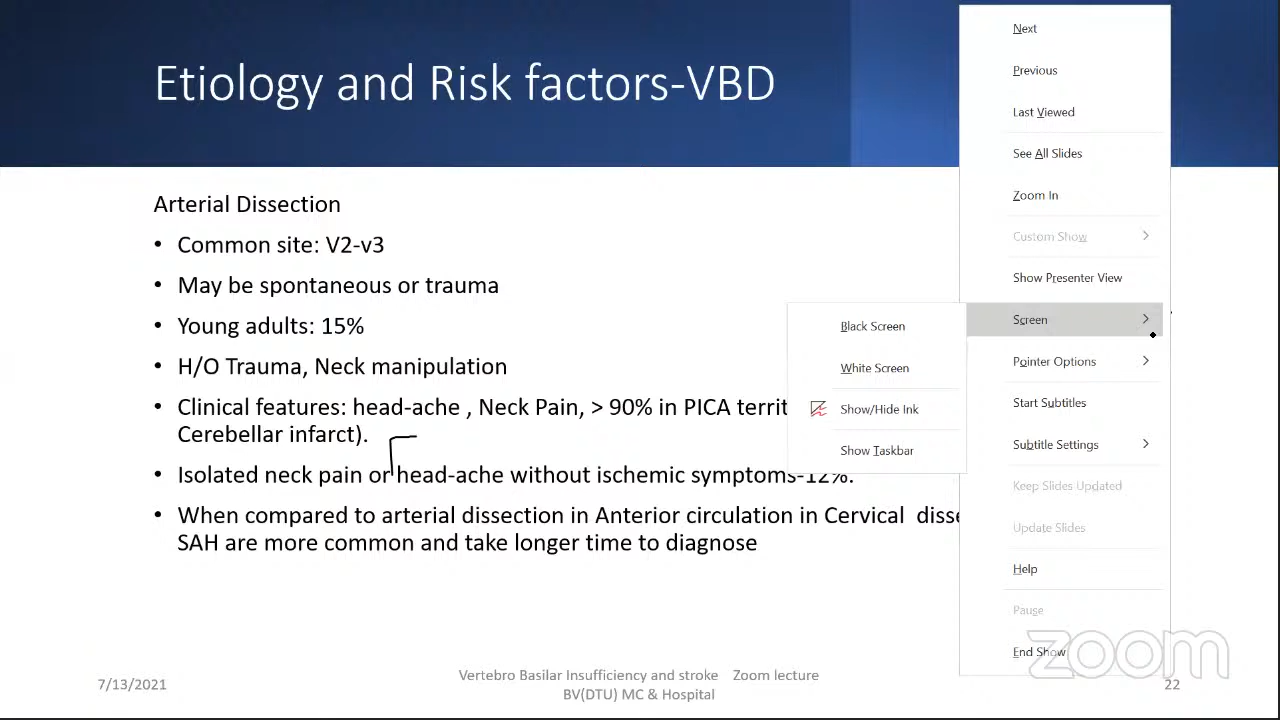 Etiology and Risk factors-VBD
Arterial Dissection
• Common site: V2-v3
• May be spontaneous or trauma
• Young adults: 15%
• H/O Trauma, Neck manipulation
• Clinical features: head-ache , Neck Pain, > 90% in PICA
Cerebellar infarct).
• Isolated neck pain or head-ache without ischemic symptoms-12%.
• When compared to arterial dissection in Anterior circulation in Cervical
SAH are more common and take longer time to diagnose
Next
Previous
Last Viewed
See All Slides
Zoom In
Custom Show
Show Presenter View
Screen
Pointer Options
Start Subtitles
Subtitle Settings
Keep Slides Updated
Update Slides
Help
Pause
End Show
Black Screen
White Screen
Show/Hide Ink
Show Taskbar
7/13/2021
Vertebro Basilar Insufficiency and stroke Zoom lecture
BV(DTU) MC & Hospital
22
zoom